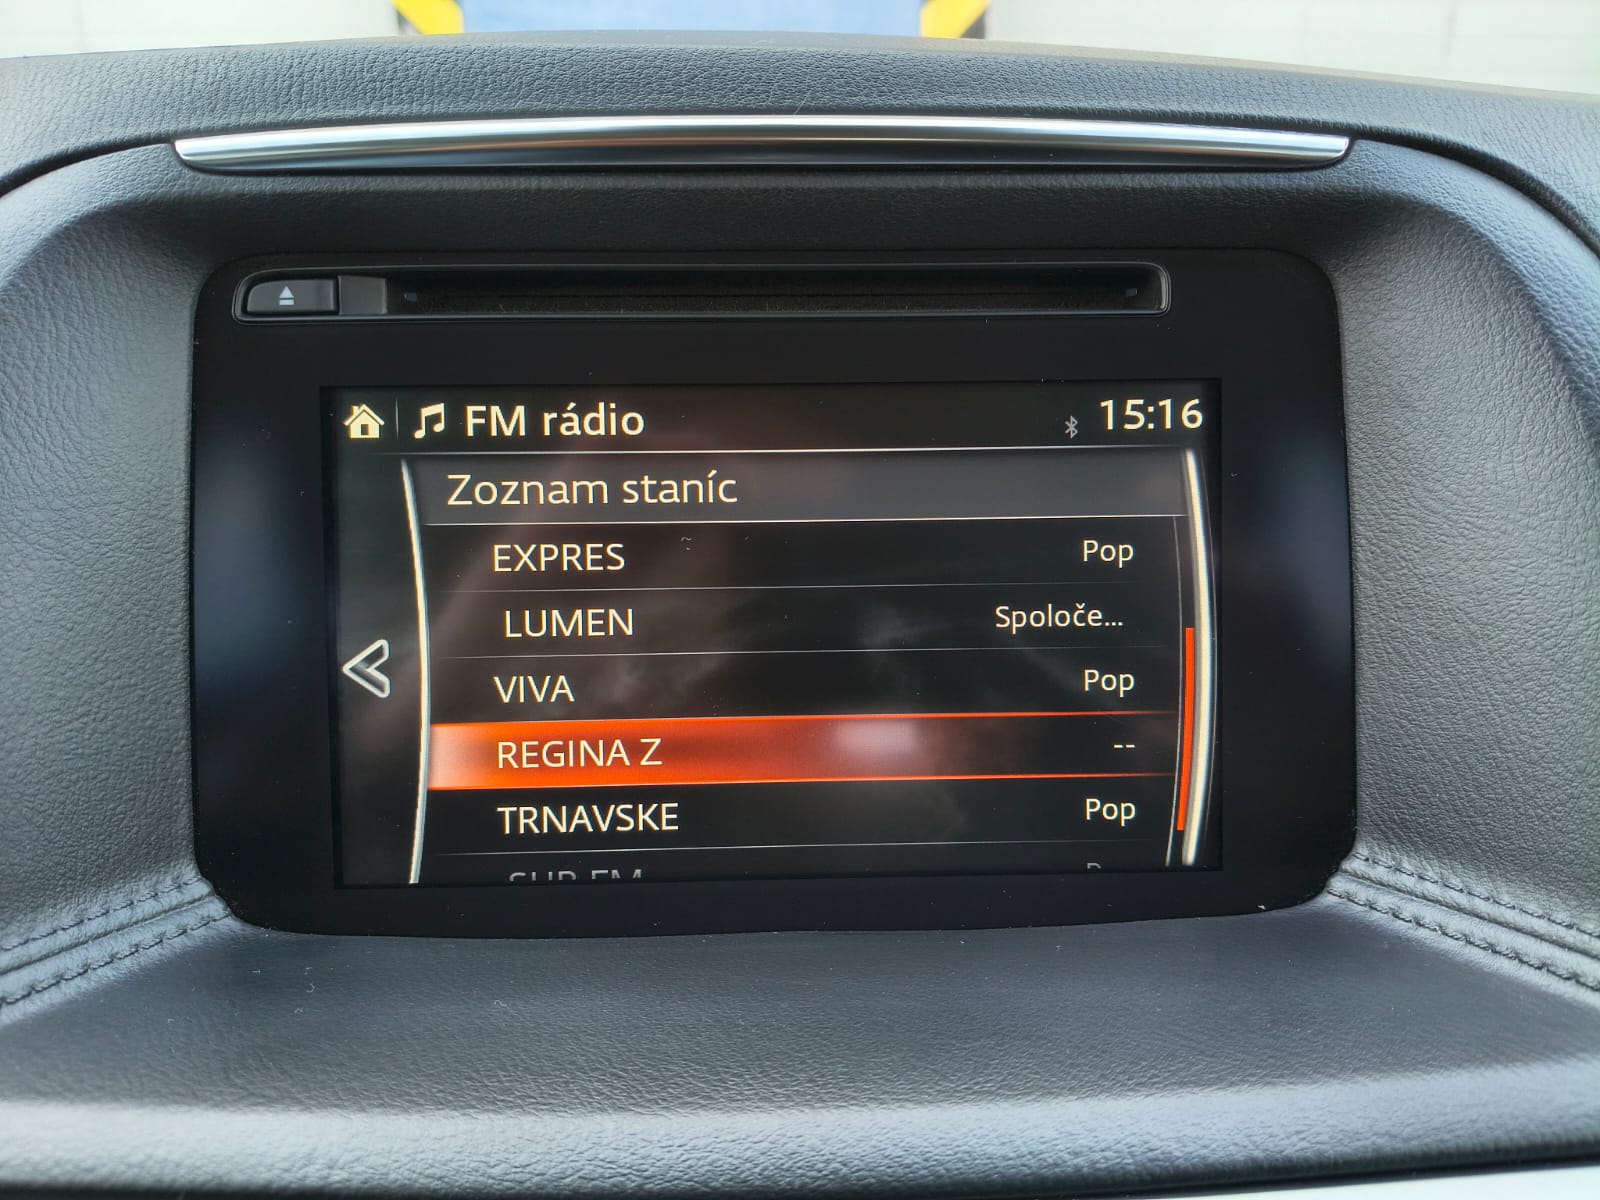 FM rádio 15:16
Zoznam staníc
EXPRES Pop
LUMEN Spoloče...
VIVA Pop
REGINA Z --
TRNAVSKE Pop